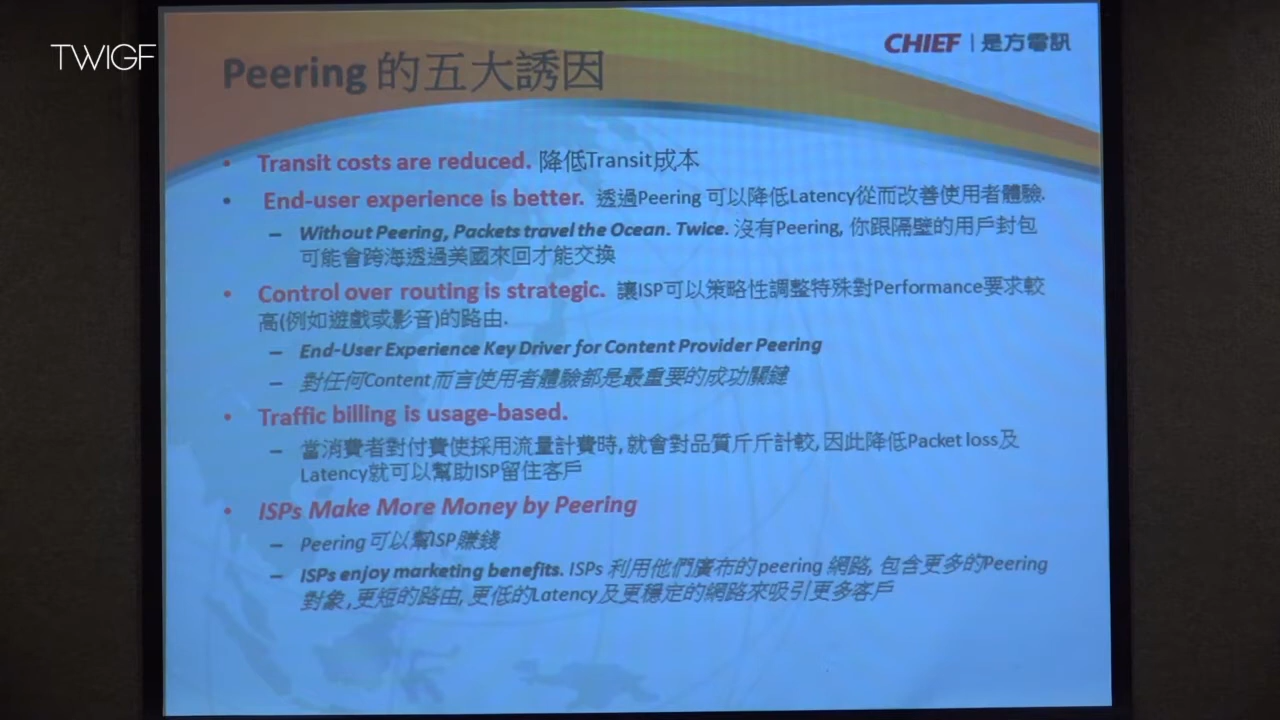 TWIGF
CHIEF | 是方電訊
Peering 的五大誘因
• Transit costs are reduced. 降低Transit成本
• End-user experience is better. 透過Peering 可以降低Latency從而改善使用者體驗.
– Without Peering, Packets travel the Ocean. Twice. 沒有Peering, 你跟隔壁的用戶封包
可能會跨海透過美國來回才能交換
• Control over routing is strategic. 讓ISP可以策略性調整特殊對Performance要求較
高(例如遊戲或影音)的路由.
– End-User Experience Key Driver for Content Provider Peering
– 對任何Content而言使用者體驗都是最重要的成功關鍵
• Traffic billing is usage-based.
– 當消費者對付費使採用流量計費時, 就會對品質斤斤計較, 因此降低Packet loss及
Latency就可以幫助ISP留住客戶
• ISPs Make More Money by Peering
– Peering可以幫ISP賺錢
– ISPs enjoy marketing benefits. ISPs 利用他們廣布的peering 網路, 包含更多的Peering
對象, 更短的路由, 更低的Latency及更穩定的網路來吸引更多客戶